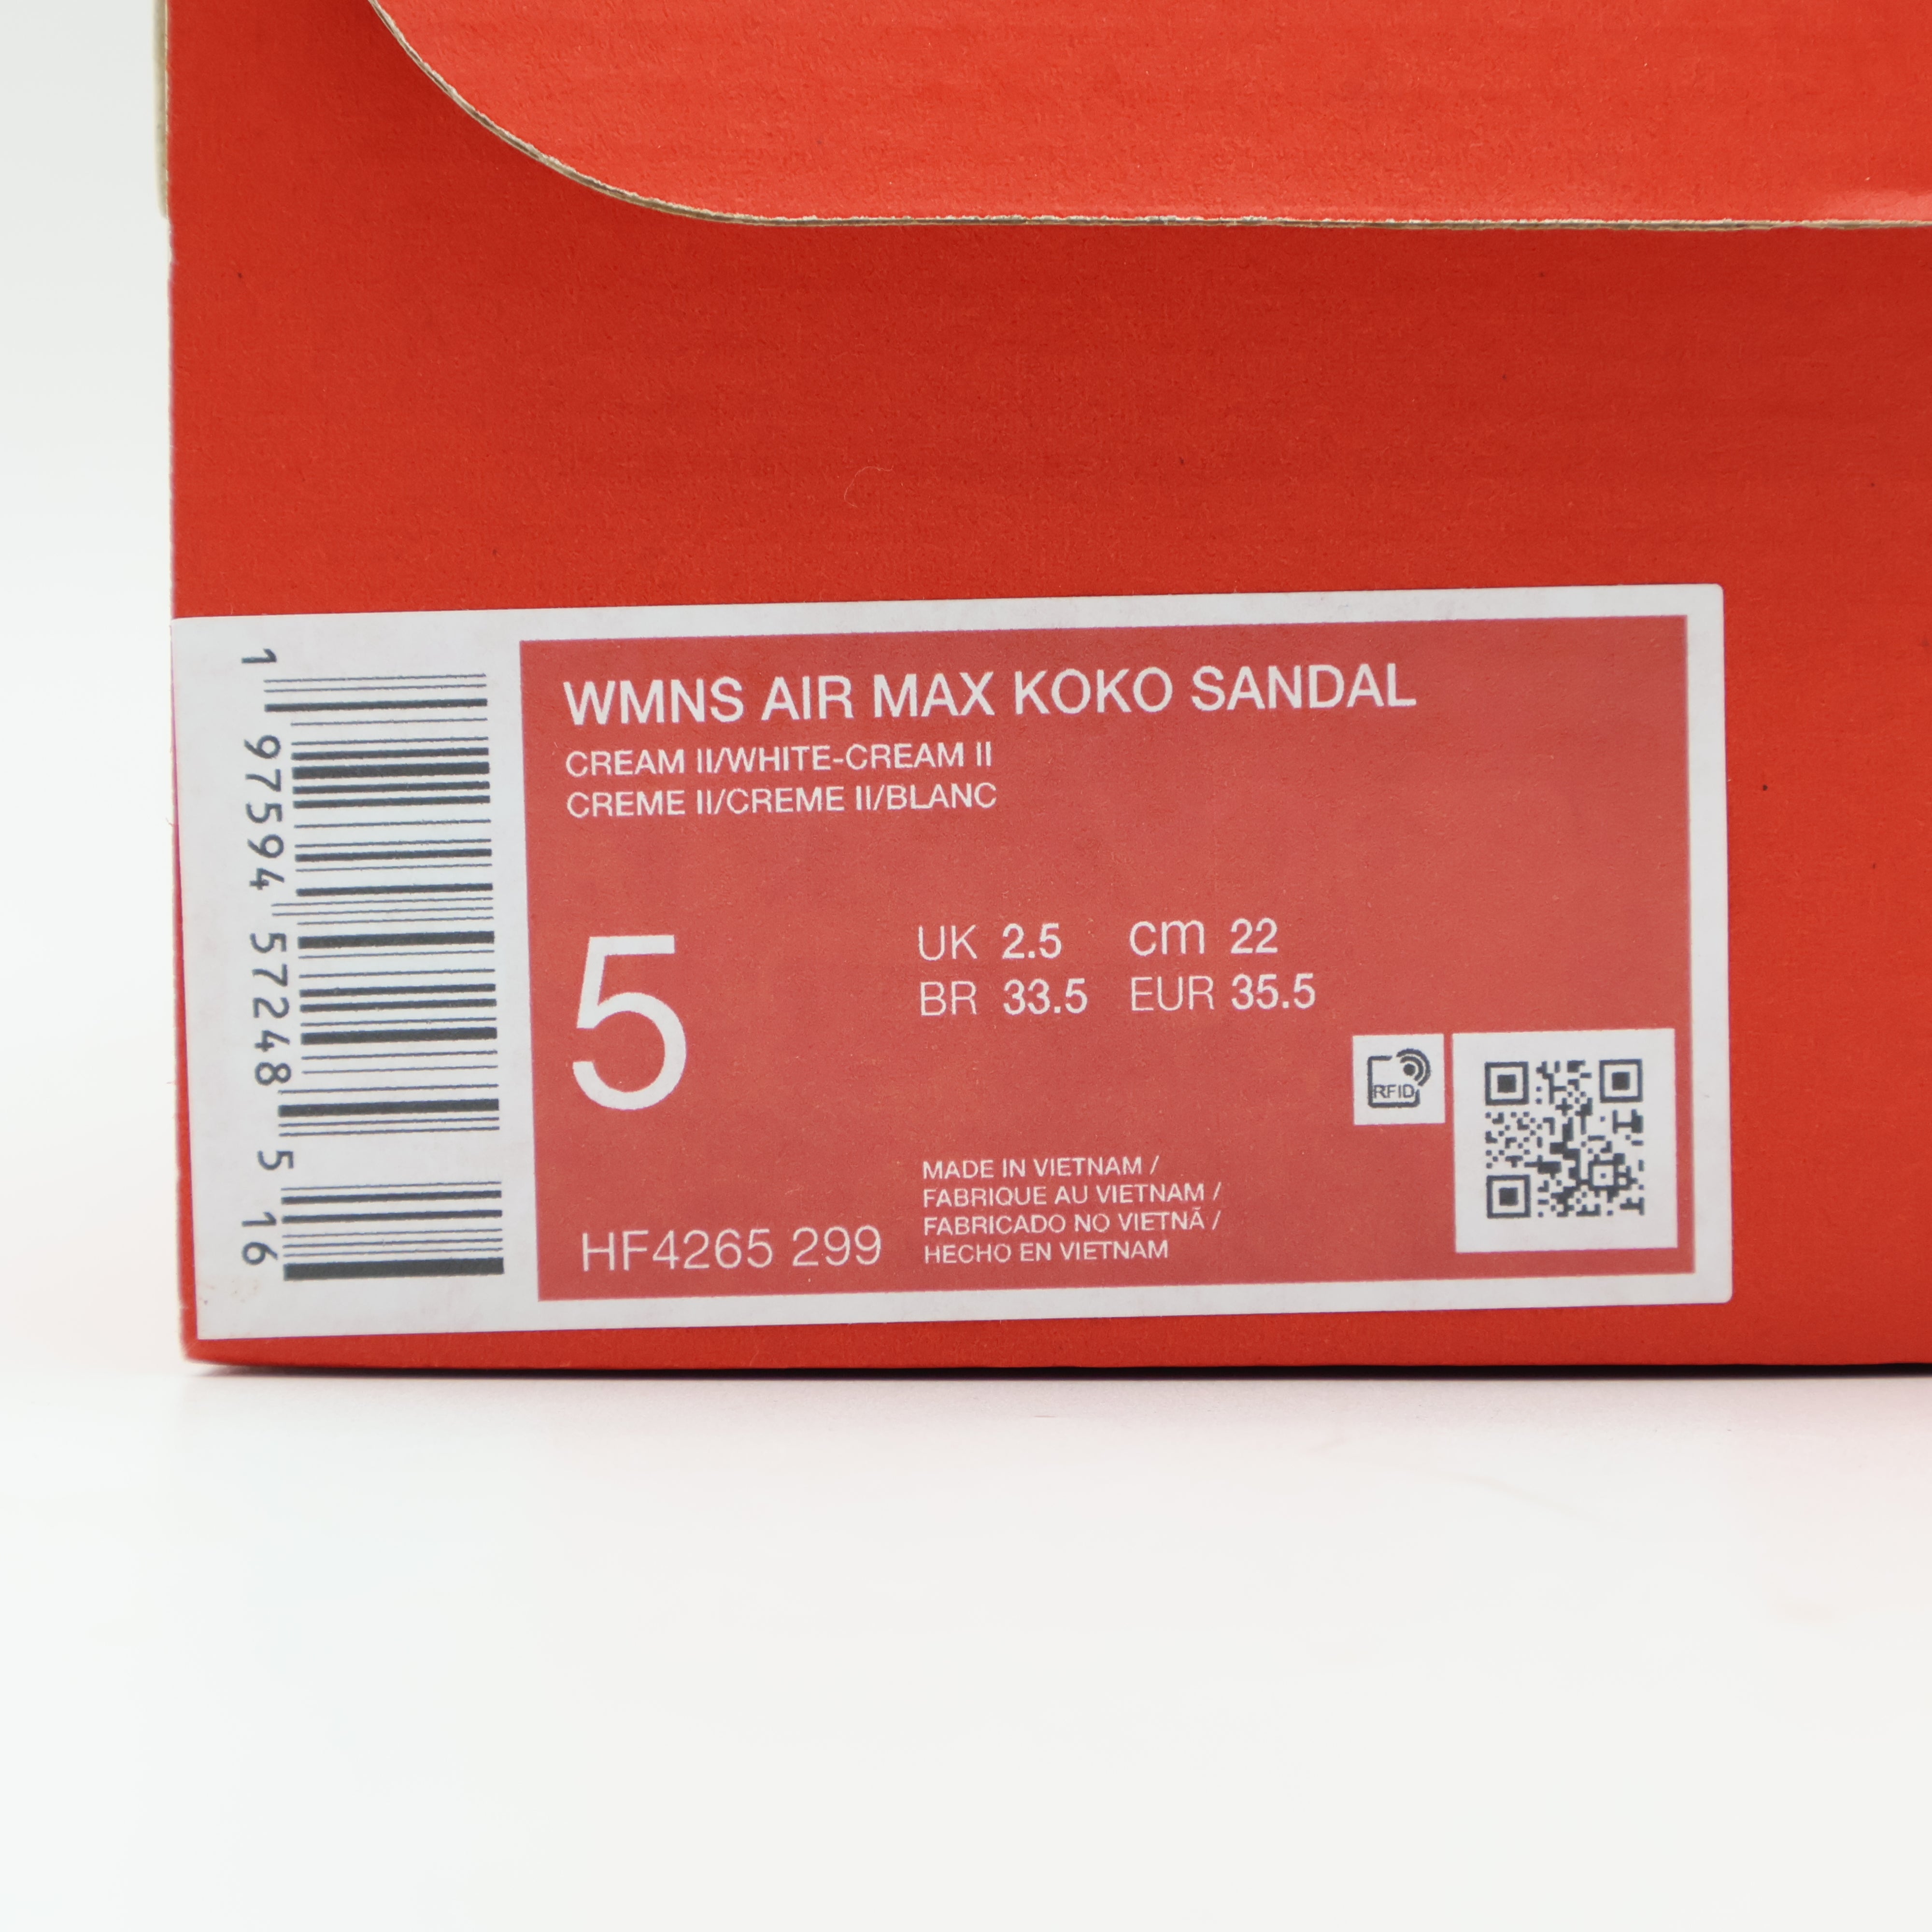 WMNS AIR MAX KOKO SANDAL
CREAM II/WHITE-CREAM II
CREME II/CREME II/BLANC
5
UK 2.5 cm 22
BR 33.5 EUR 35.5
RFID
MADE IN VIETNAM /
FABRIQUE AU VIETNAM /
FABRICADO NO VIETNÃ /
HECHO EN VIETNAM
HF4265 299
1 97594 57248 5 16